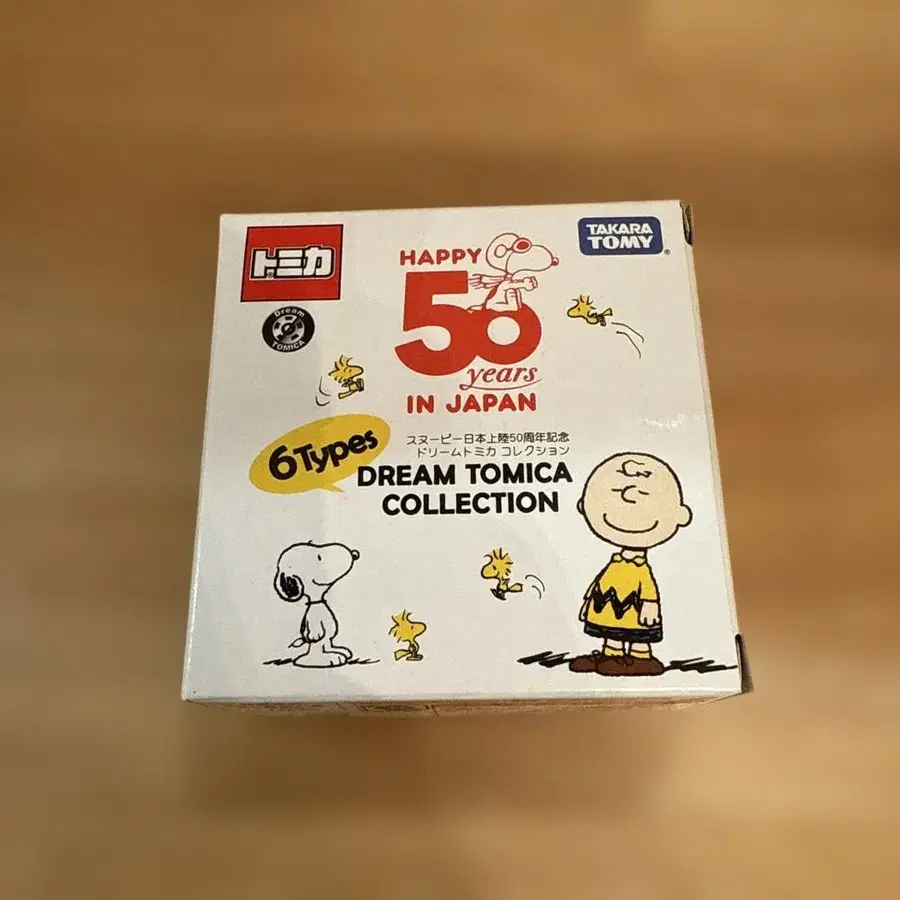 トミカ
TAKARA
TOMY
Dream
TOMICA
HAPPY
50
years
IN JAPAN
6Types
スヌーピー日本上陸50周年記念
ドリームトミカ コレクション
DREAM TOMICA
COLLECTION